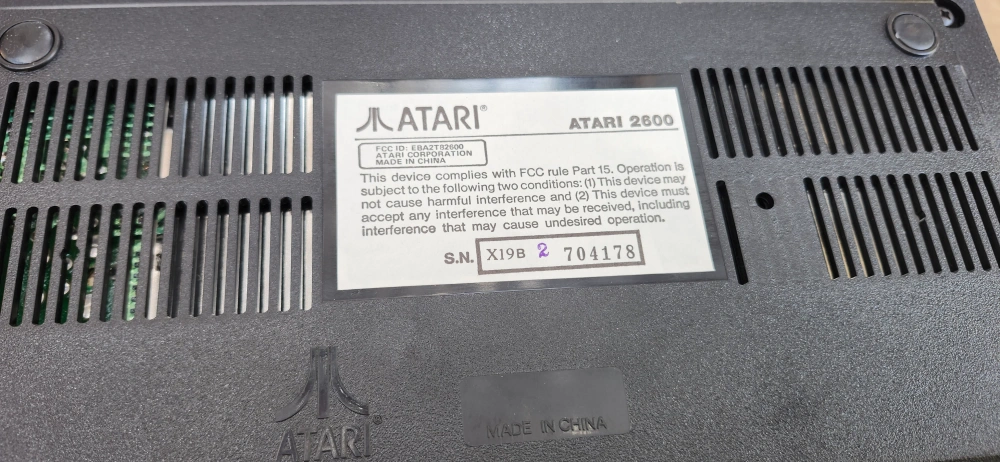 ATARI®
ATARI 2600
FCC ID: EBA2T82600
ATARI CORPORATION
MADE IN CHINA
This device complies with FCC rule Part 15. Operation is
subject to the following two conditions: (1) This device may
not cause harmful interference and (2) This device must
accept any interference that may be received, including
interference that may cause undesired operation.
S.N. X19B 2 704178
ATARI®
MADE IN CHINA